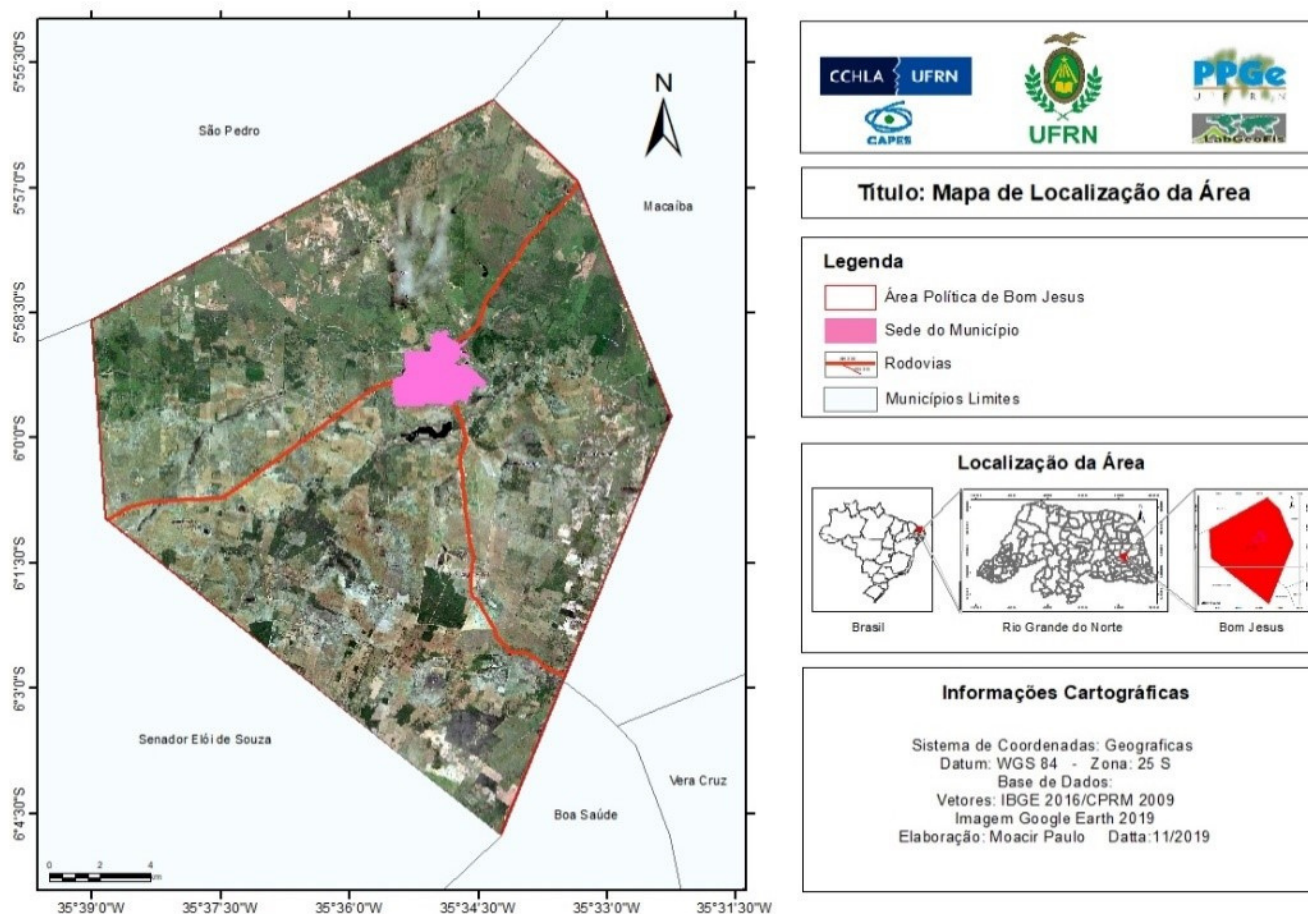 5°55'30"S
5°57'0"S
5°58'30"S
6°0'0"S
6°1'30"S
6°3'0"S
6°4'30"S
35°39'0"W
35°37'30"W
35°36'0"W
35°34'30"W
35°33'0"W
35°31'30"W
N
São Pedro
Macaíba
Senador Elói de Souza
Boa Saúde
Vera Cruz
0 2 4
CCHLA UFRN
CAPES
UFRN
PPGe
UFRN
LabGeoFis
Título: Mapa de Localização da Área
Legenda
Área Política de Bom Jesus
Sede do Município
Rodovias
Municípios Limites
Localização da Área
Brasil
Rio Grande do Norte
Bom Jesus
Informações Cartográficas
Sistema de Coordenadas: Geograficas
Datum: WGS 84 - Zona: 25 S
Base de Dados:
Vetores: IBGE 2016/CPRM 2009
Imagem Google Earth 2019
Elaboração: Moacir Paulo Datta:11/2019